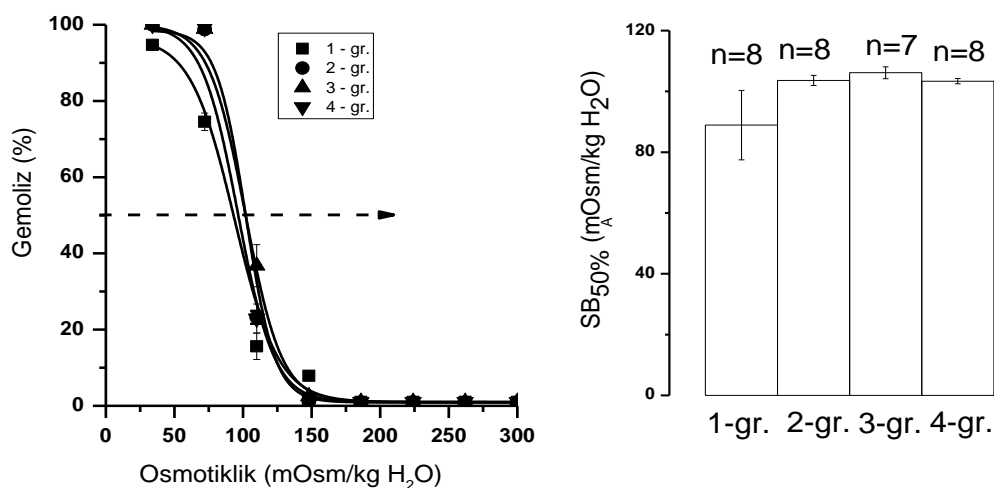 Gemoliz (%)
100
80
60
40
20
0
1 - gr.
2 - gr.
3 - gr.
4 - gr.
0 50 100 150 200 250 300
Osmotiklik (mOsm/kg H2O)
SB50% (mOsm/kg H2O)
A
120
80
40
0
n=8 n=8 n=7 n=8
1-gr. 2-gr. 3-gr. 4-gr.